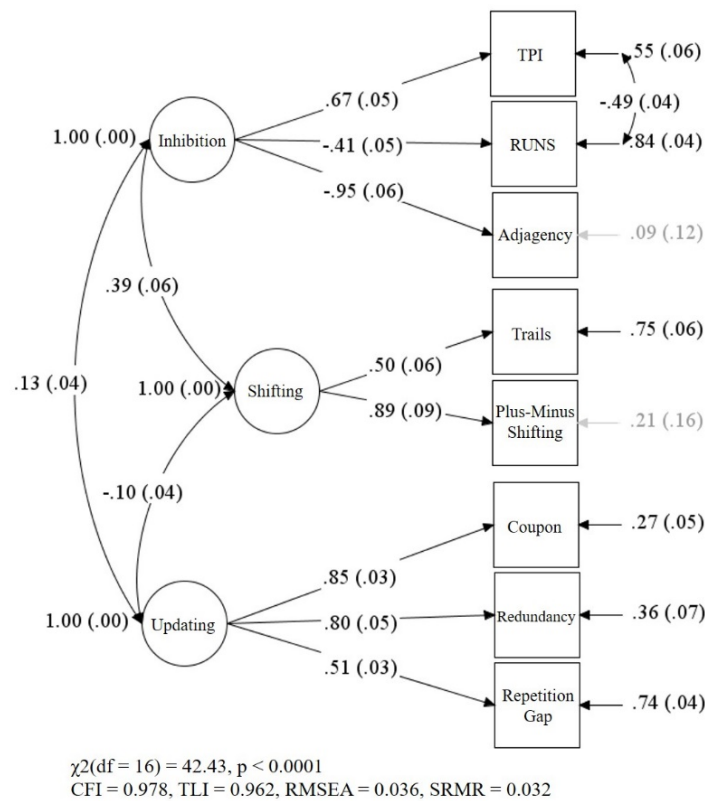 TPI
.55 (.06)
.67 (.05)
-.49 (.04)
1.00 (.00)
Inhibition
-.41 (.05)
RUNS
.84 (.04)
-.95 (.06)
Adjagency
.09 (.12)
.39 (.06)
Trails
.75 (.06)
.50 (.06)
.13 (.04)
1.00 (.00)
Shifting
.89 (.09)
Plus-Minus
Shifting
.21 (.16)
-.10 (.04)
Coupon
.27 (.05)
.85 (.03)
1.00 (.00)
Updating
.80 (.05)
Redundancy
.36 (.07)
.51 (.03)
Repetition
Gap
.74 (.04)
χ2(df = 16) = 42.43, p < 0.0001
CFI = 0.978, TLI = 0.962, RMSEA = 0.036, SRMR = 0.032